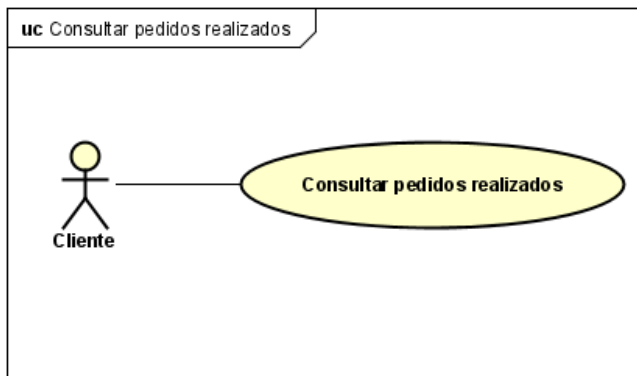 uc Consultar pedidos realizados
Consultar pedidos realizados
Cliente